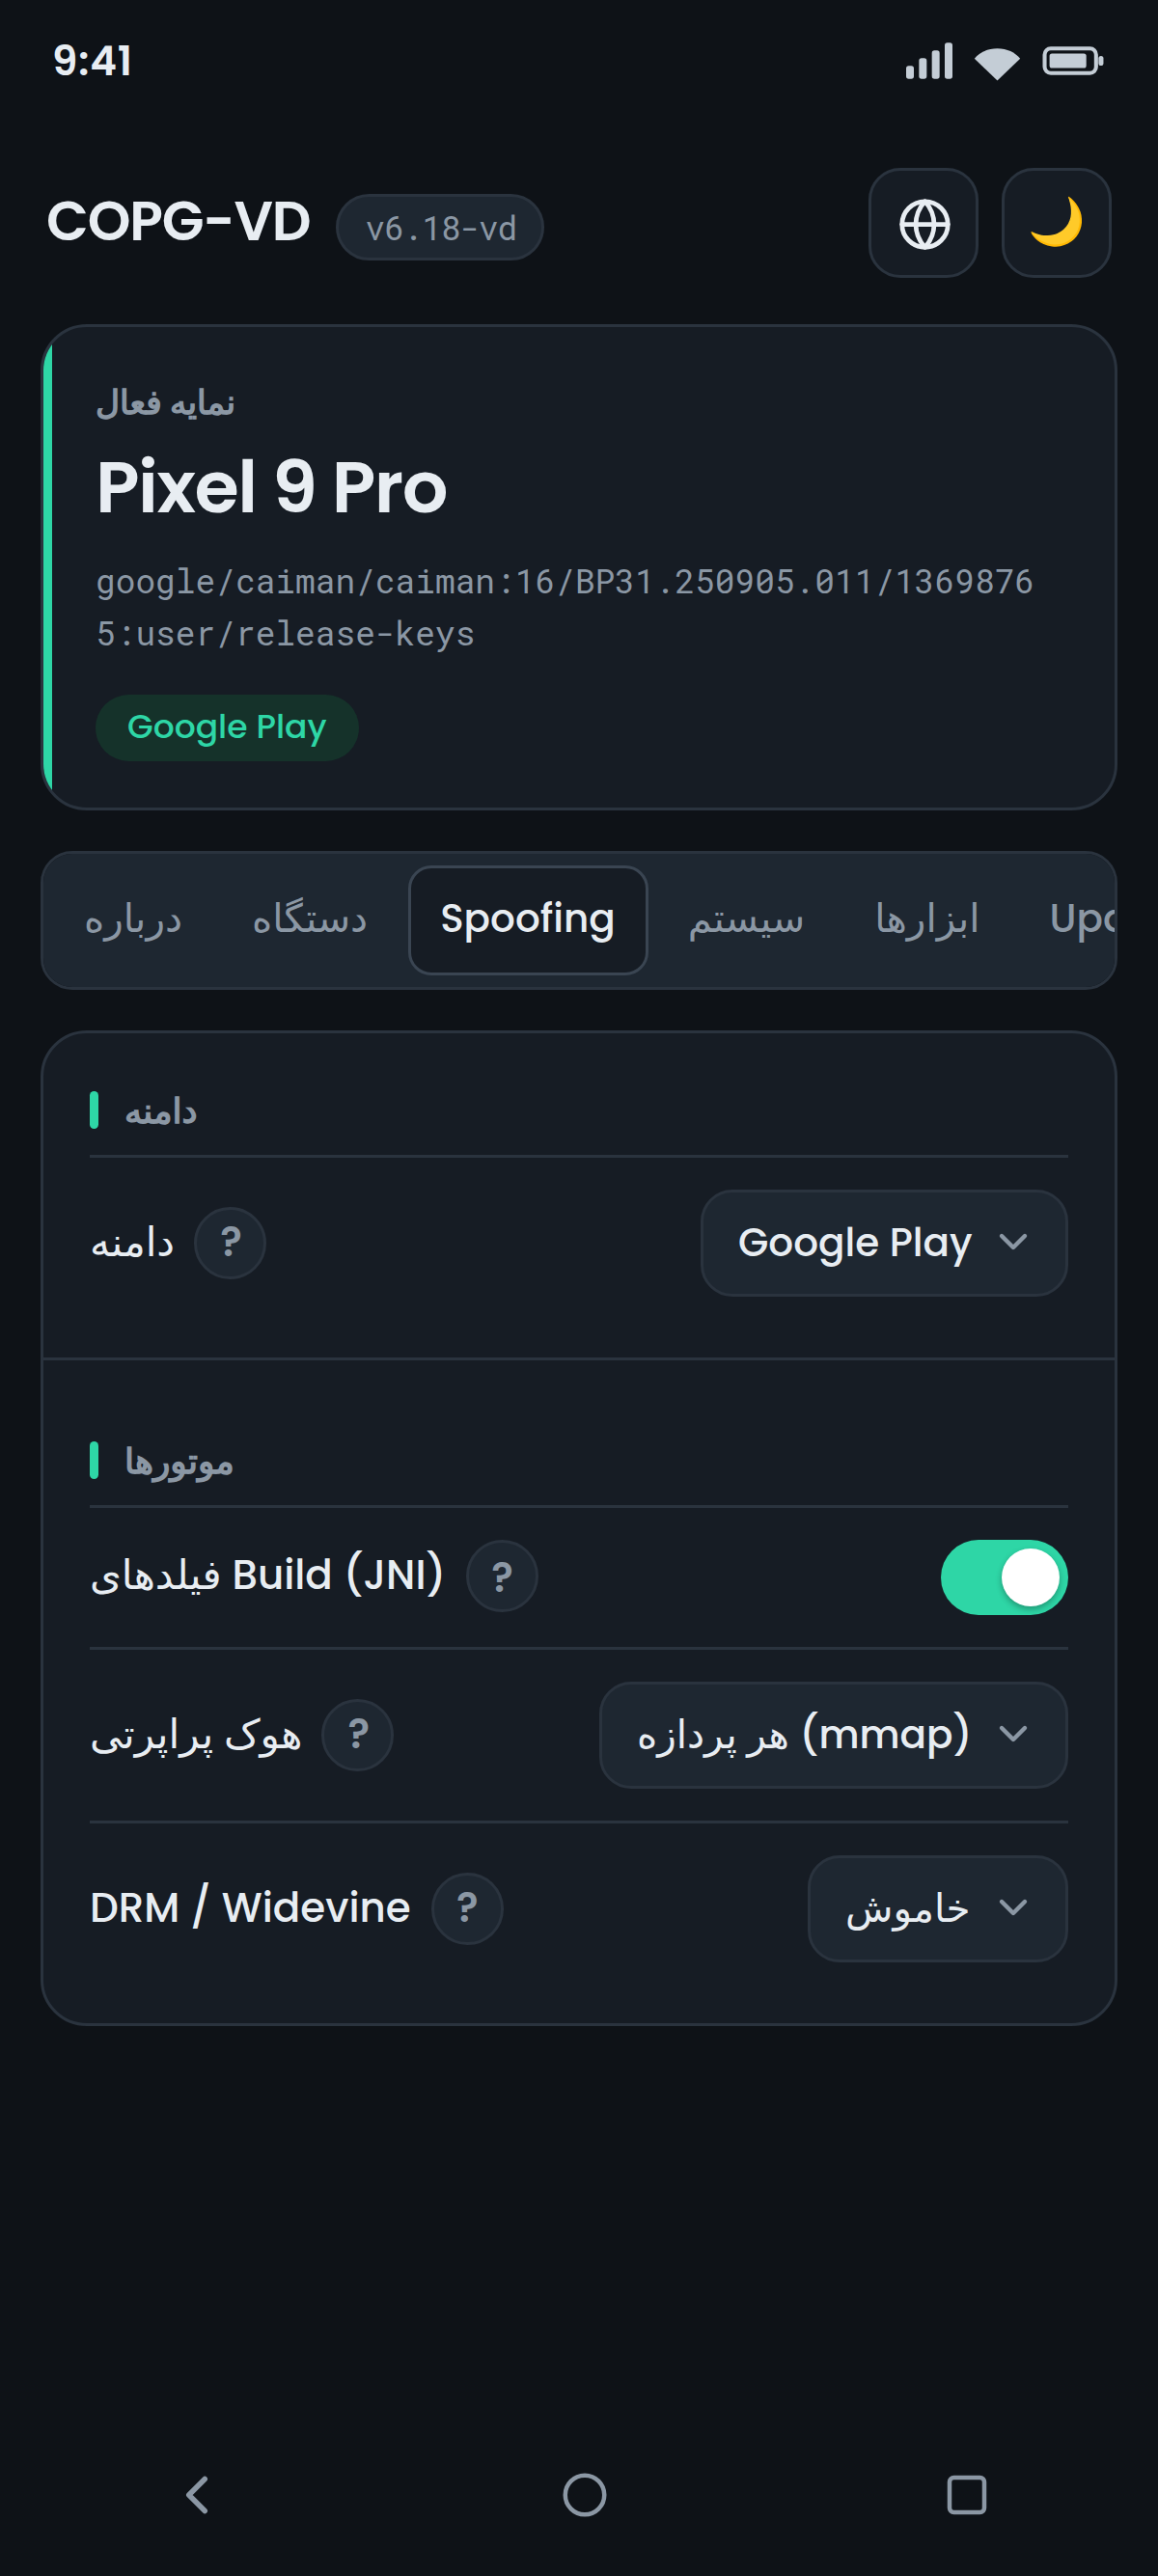 9:41
COPG-VD v6.18-vd
نمایه فعال
Pixel 9 Pro
google/caiman/caiman:16/BP31.250905.011/1369876
5:user/release-keys
Google Play
درباره دستگاه Spoofing سیستم ابزارها Upd
دامنه
دامنه ? Google Play
موتورها
فیلدهای Build (JNI) ?
هوک پراپرتی ? هر پردازه (mmap)
DRM / Widevine ? خاموش